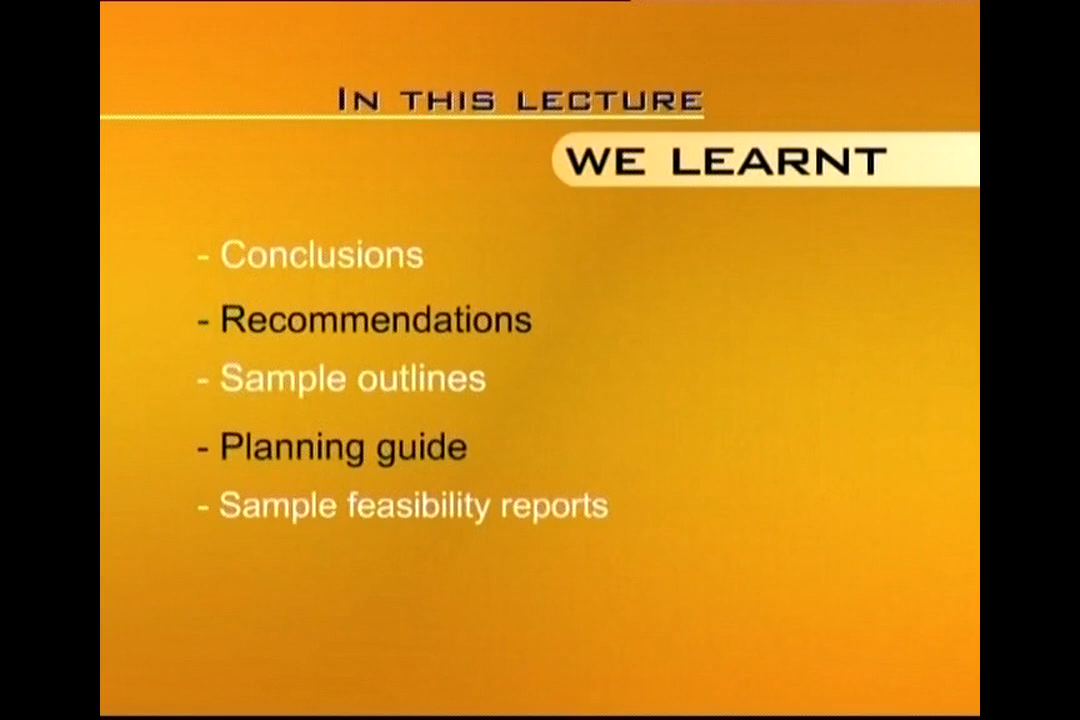 In this lecture
WE LEARNT
- Conclusions
- Recommendations
- Sample outlines
- Planning guide
- Sample feasibility reports